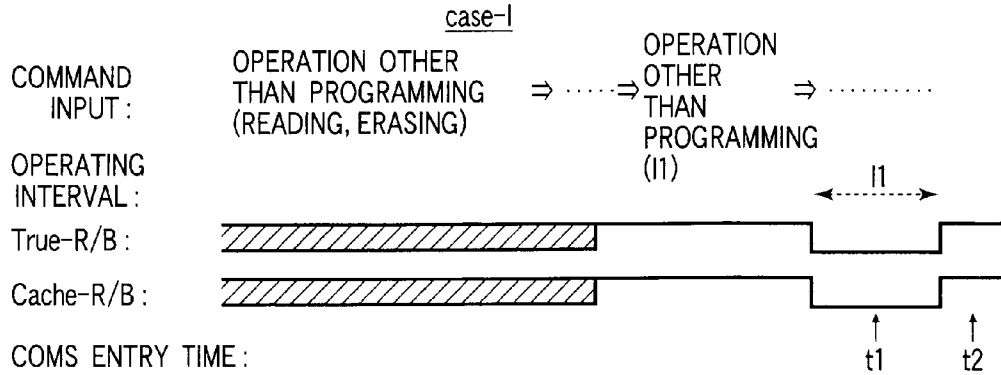 case-I
COMMAND INPUT :
OPERATION OTHER THAN PROGRAMMING (READING, ERASING)
⇒ ····· ⇒
OPERATION OTHER THAN PROGRAMMING (I1)
⇒ ·········
OPERATING INTERVAL :
I1
True-R/B :
Cache-R/B :
COMS ENTRY TIME :
t1
t2